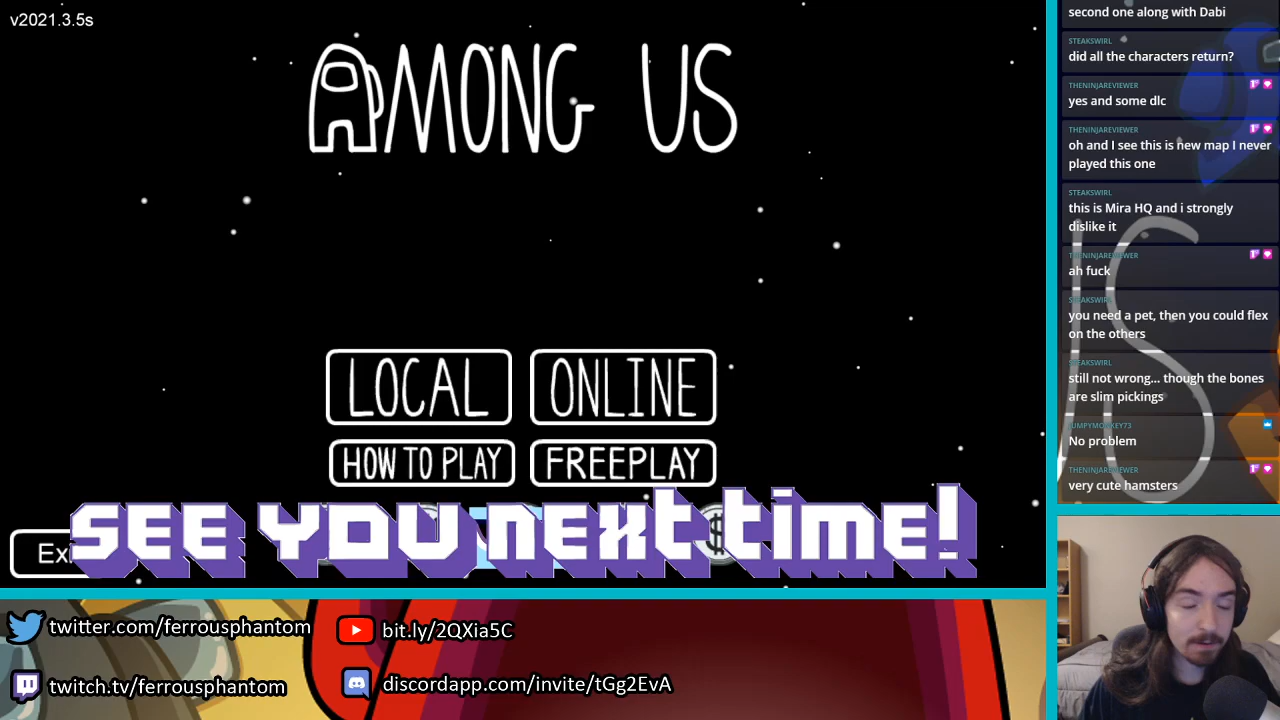 v2021.3.5s
AMONG US
LOCAL
ONLINE
HOW TO PLAY
FREEPLAY
SEE YOU NEXT TIME!
twitter.com/ferrousphantom
bit.ly/2QXia5C
twitch.tv/ferrousphantom
discordapp.com/invite/tGg2EvA
second one along with Dabi
STEAKSWIRL
did all the characters return?
THENINJAREVIEWER
yes and some dlc
THENINJAREVIEWER
oh and I see this is new map I never
played this one
STEAKSWIRL
this is Mira HQ and i strongly
dislike it
THENINJAREVIEWER
ah fuck
STEAKSWIRL
you need a pet, then you could flex
on the others
STEAKSWIRL
still not wrong... though the bones
are slim pickings
JUMPYMONKEY73
No problem
THENINJAREVIEWER
very cute hamsters